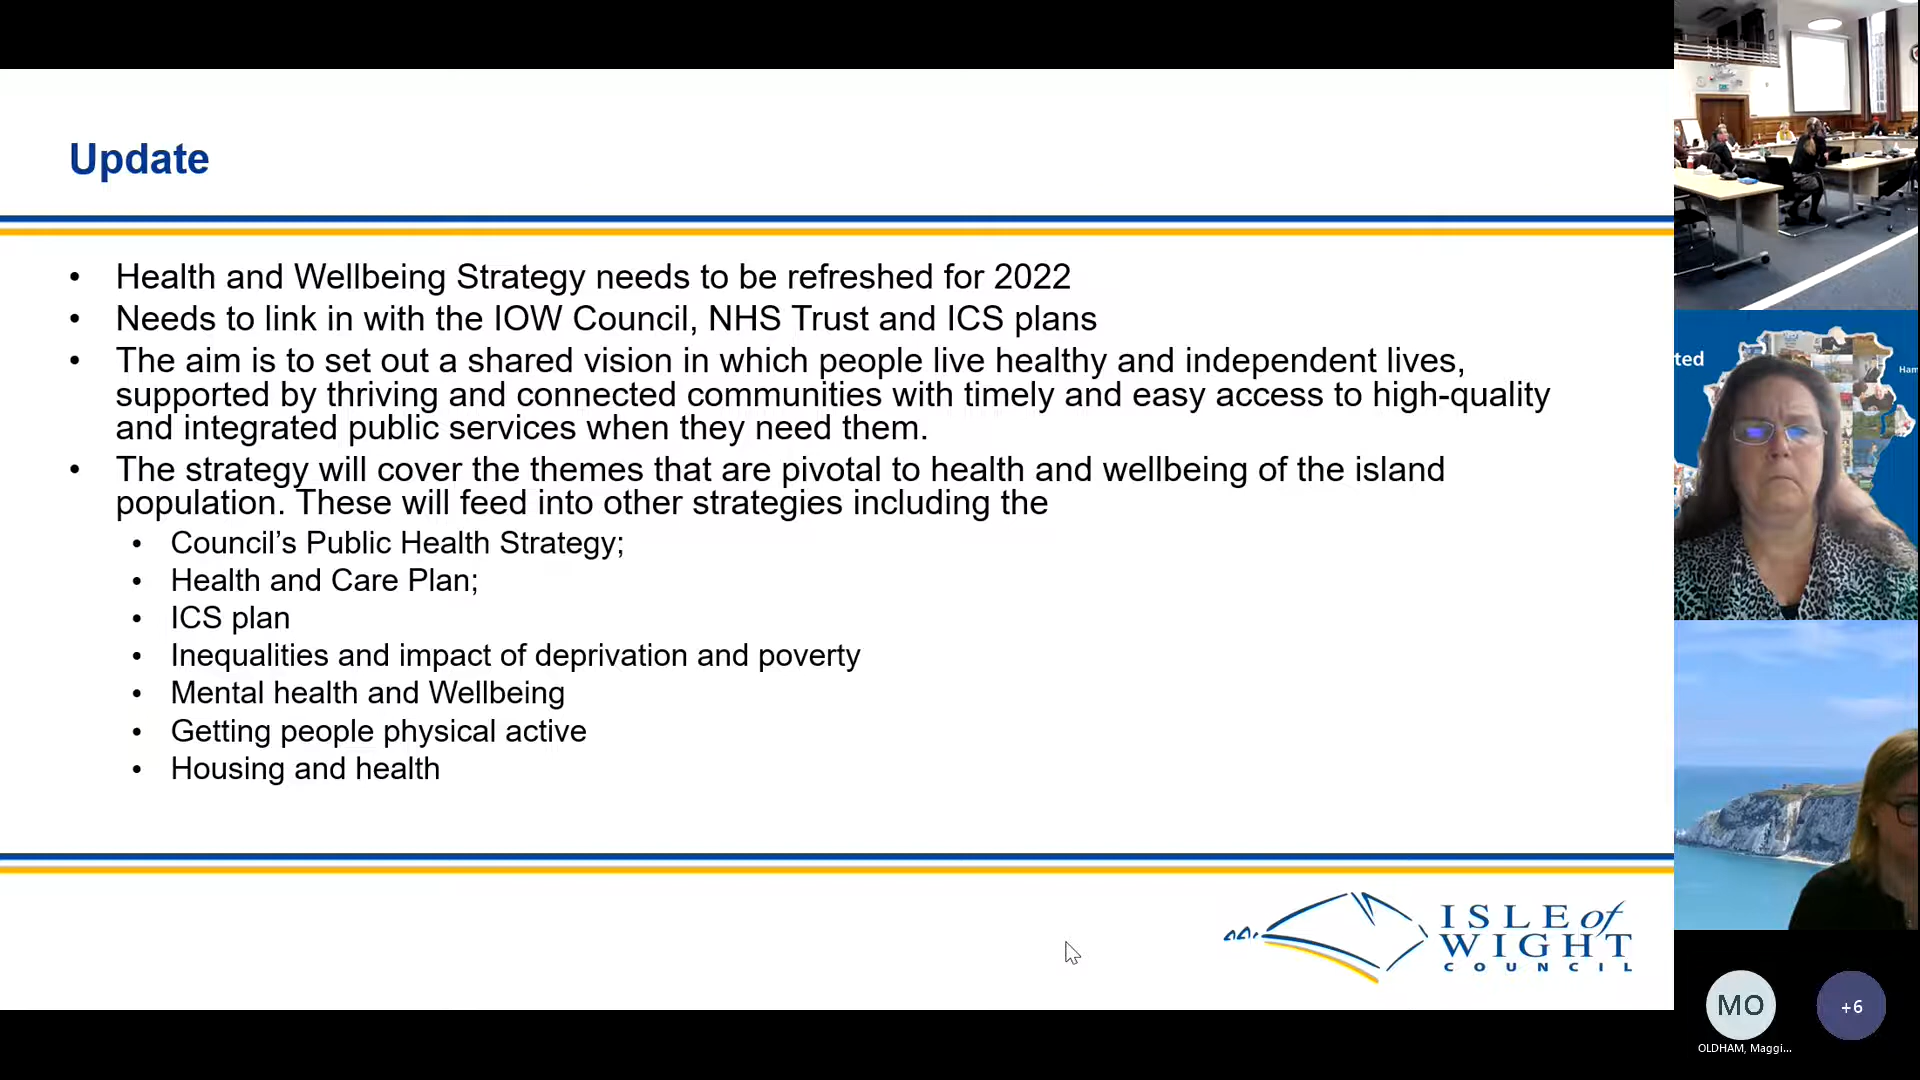 Update
• Health and Wellbeing Strategy needs to be refreshed for 2022
• Needs to link in with the IOW Council, NHS Trust and ICS plans
• The aim is to set out a shared vision in which people live healthy and independent lives,
supported by thriving and connected communities with timely and easy access to high-quality
and integrated public services when they need them.
• The strategy will cover the themes that are pivotal to health and wellbeing of the island
population. These will feed into other strategies including the
• Council’s Public Health Strategy;
• Health and Care Plan;
• ICS plan
• Inequalities and impact of deprivation and poverty
• Mental health and Wellbeing
• Getting people physical active
• Housing and health
ISLE of
WIGHT
COUNCIL
ted
Ham
MO
+6
OLDHAM, Maggi...